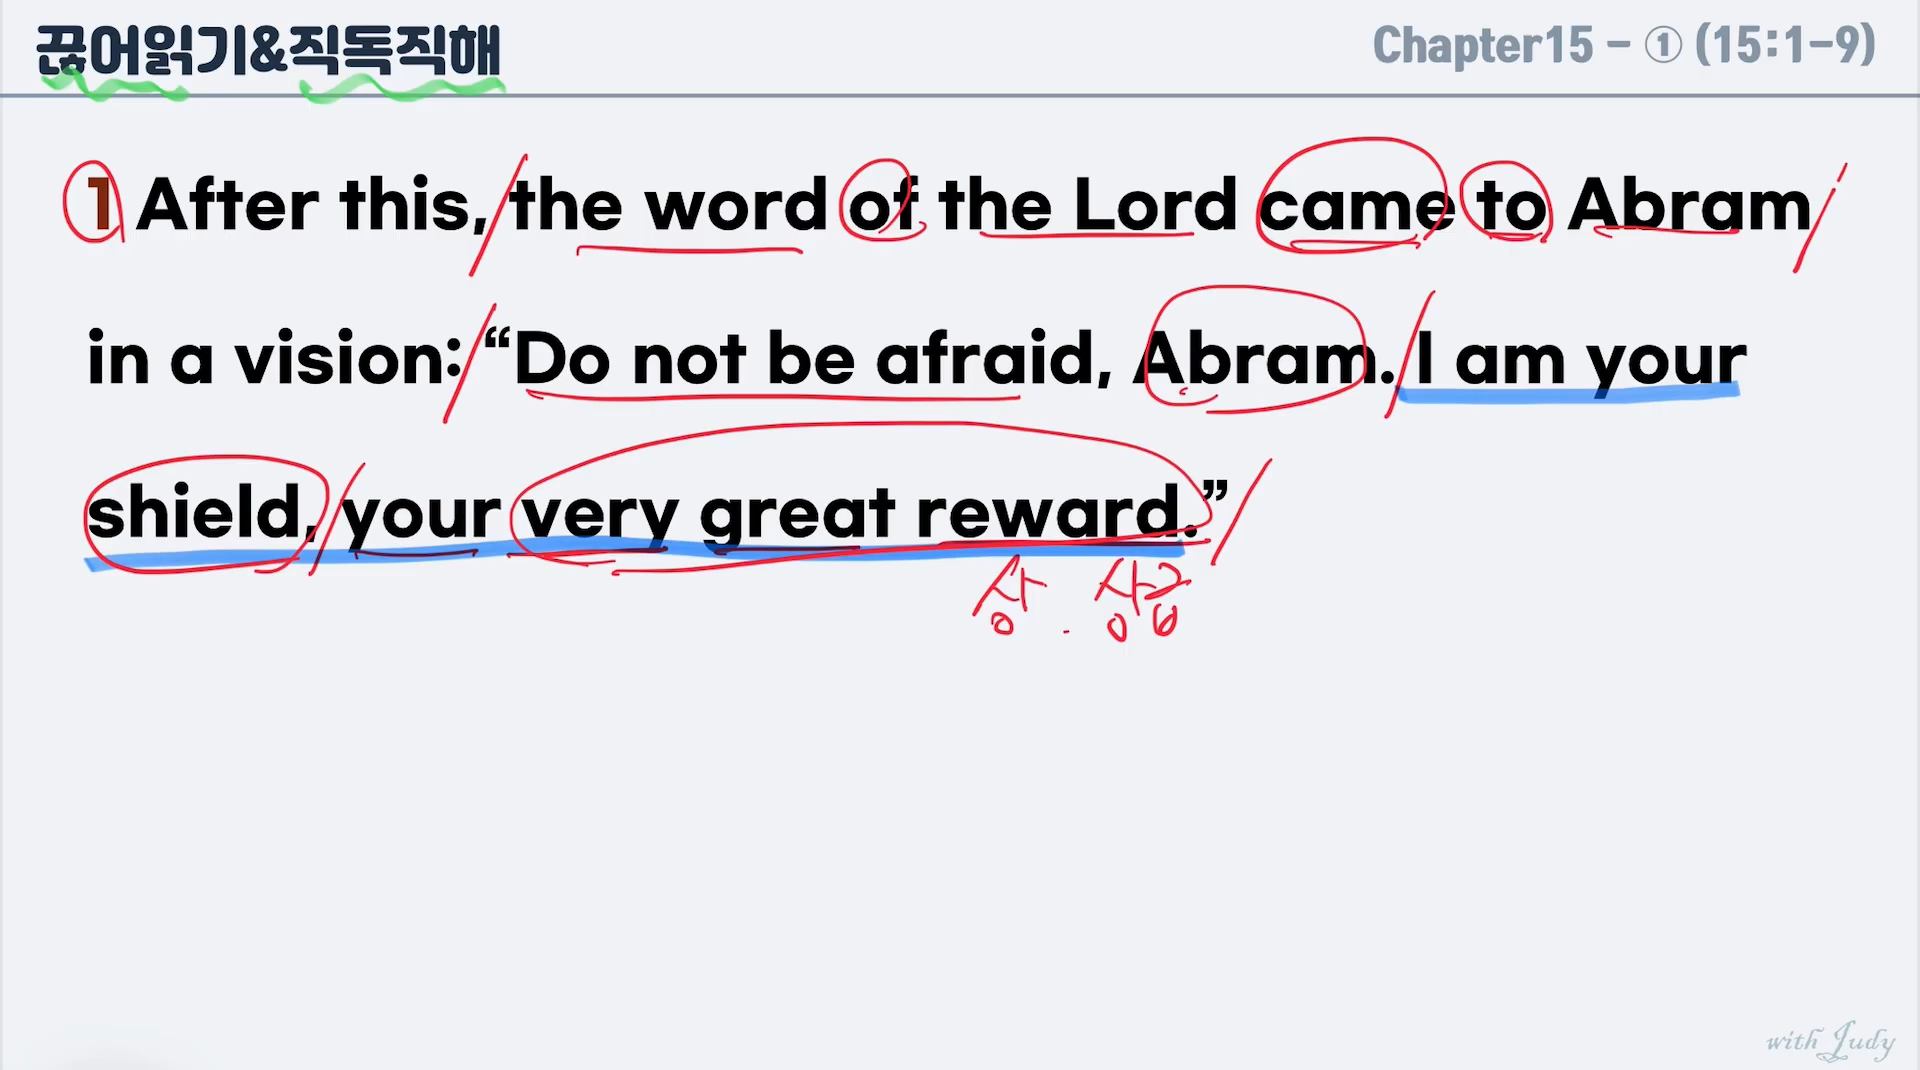 끊어읽기&직독직해
Chapter15 - ① (15:1-9)
1 After this, the word of the Lord came to Abram
in a vision: “Do not be afraid, Abram. I am your
shield, your very great reward.”
상. 상급
with Judy